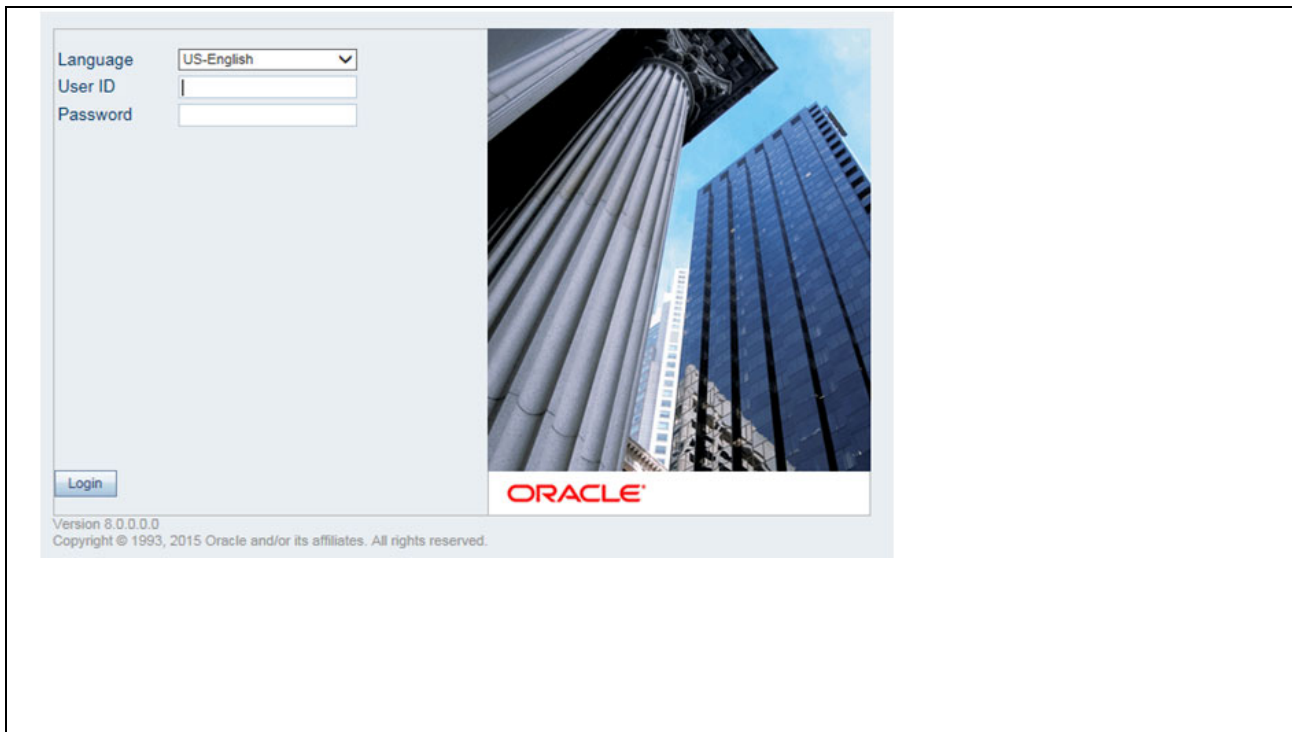 Language US-English
User ID
Password
Login
ORACLE®
Version 8.0.0.0.0
Copyright © 1993, 2015 Oracle and/or its affiliates. All rights reserved.